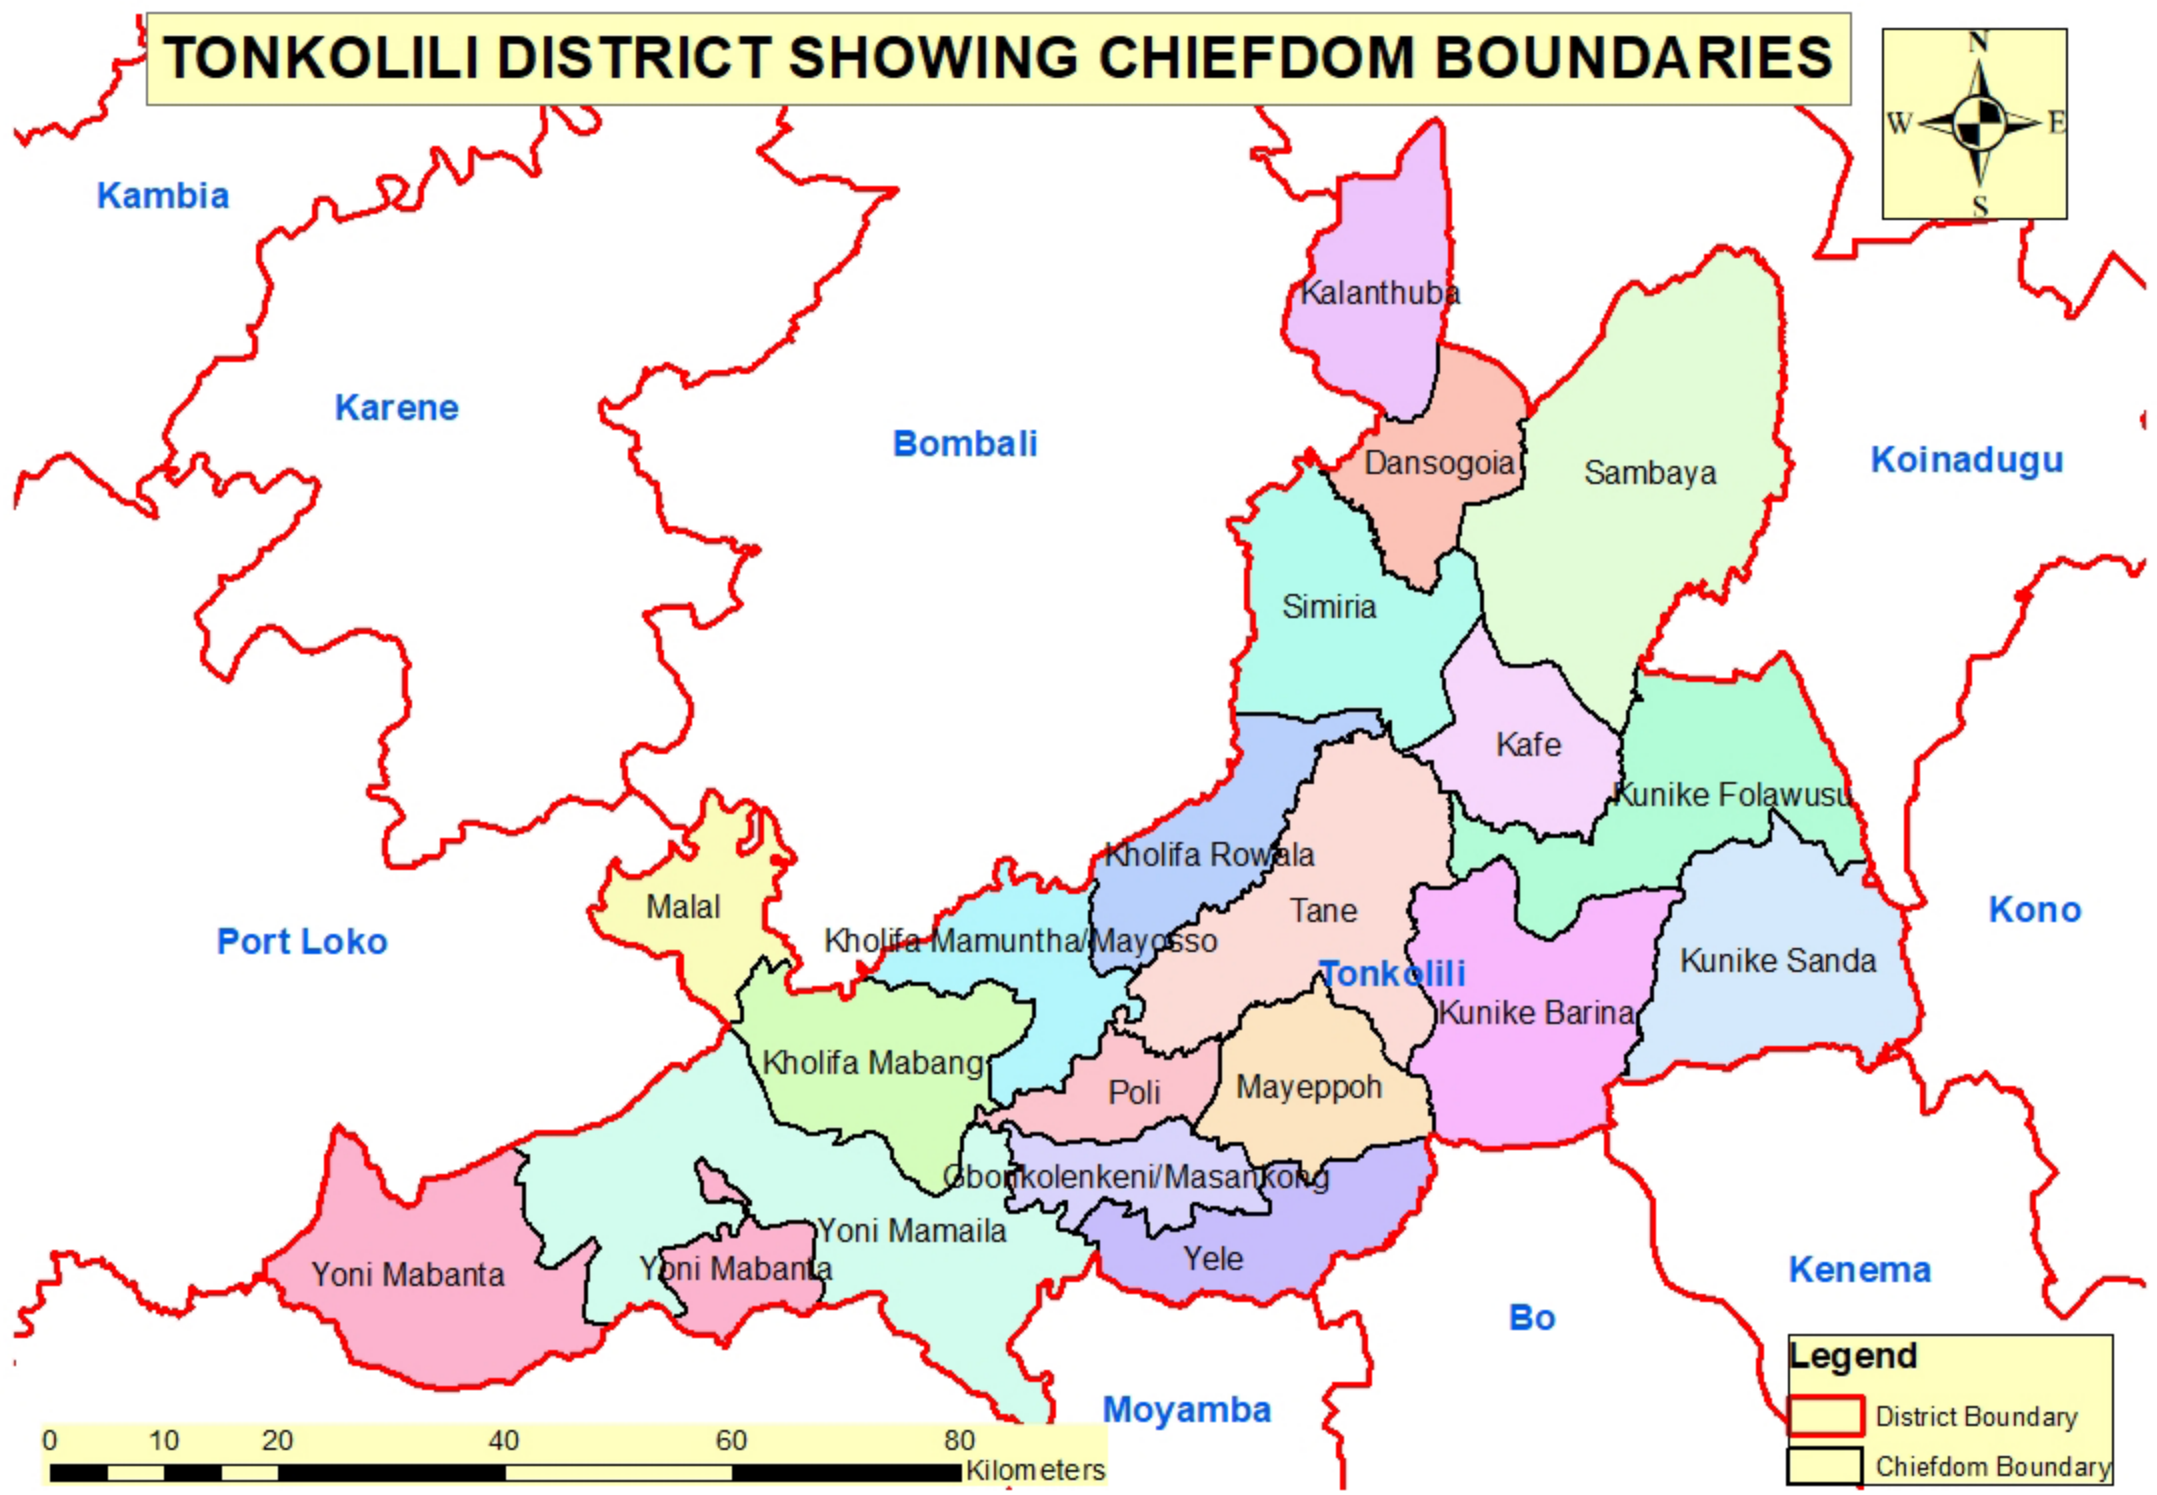 TONKOLILI DISTRICT SHOWING CHIEFDOM BOUNDARIES
N
W E
S
Kambia
Kalanthuba
Karene
Bombali
Dansogoia
Sambaya
Koinadugu
Simiria
Kafe
Kunike Folawusu
Kholifa Rowala
Malal
Tane
Kono
Port Loko
Kholifa Mamuntha/Mayosso
Kunike Sanda
Tonkolili
Kunike Barina
Kholifa Mabang
Poli
Mayeppoh
Gbonkolenkeni/Masankong
Yoni Mamaila
Yele
Yoni Mabanta
Yoni Mabanta
Kenema
Bo
Moyamba
Legend
District Boundary
Chiefdom Boundary
0 10 20 40 60 80
Kilometers